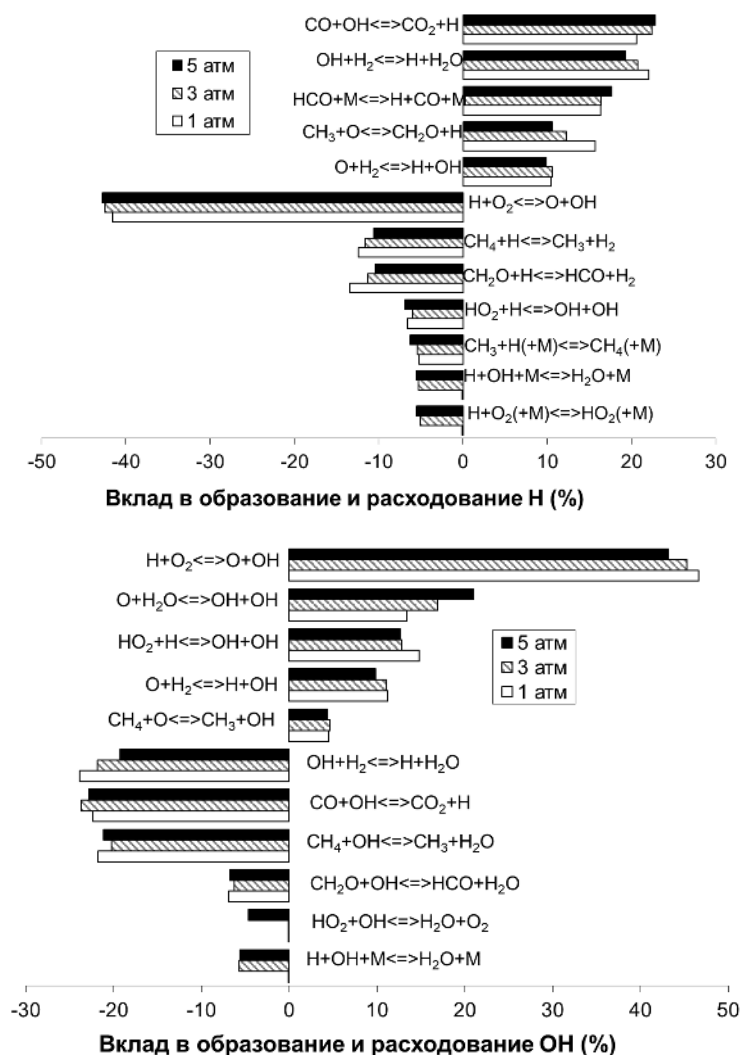 CO+OH<=>CO₂+H
OH+H₂<=>H+H₂O
HCO+M<=>H+CO+M
CH₃+O<=>CH₂O+H
O+H₂<=>H+OH
5 атм
3 атм
1 атм
H+O₂<=>O+OH
CH₄+H<=>CH₃+H₂
CH₂O+H<=>HCO+H₂
HO₂+H<=>OH+OH
CH₃+H(+M)<=>CH₄(+M)
H+OH+M<=>H₂O+M
H+O₂(+M)<=>HO₂(+M)
-50 -40 -30 -20 -10 0 10 20 30
Вклад в образование и расходование H (%)
H+O₂<=>O+OH
O+H₂O<=>OH+OH
HO₂+H<=>OH+OH
O+H₂<=>H+OH
CH₄+O<=>CH₃+OH
5 атм
3 атм
1 атм
OH+H₂<=>H+H₂O
CO+OH<=>CO₂+H
CH₄+OH<=>CH₃+H₂O
CH₂O+OH<=>HCO+H₂O
HO₂+OH<=>H₂O+O₂
H+OH+M<=>H₂O+M
-30 -20 -10 0 10 20 30 40 50
Вклад в образование и расходование OH (%)